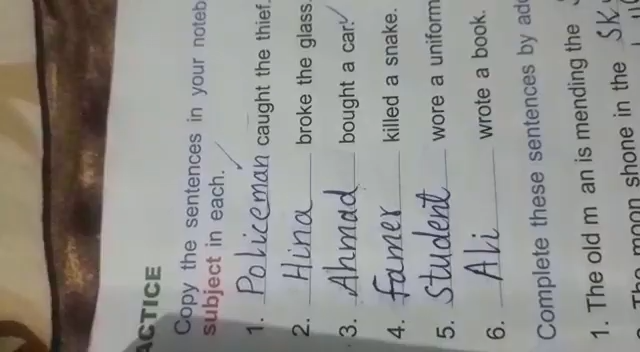 ACTICE
Copy the sentences in your noteb
subject in each.
1. Policeman caught the thief.
2. Hina broke the glass.
3. Ahmad bought a car.
4. Famer killed a snake.
5. Student wore a uniform
6. Ali wrote a book.
Complete these sentences by ad
1. The old m an is mending the
The moon shone in the